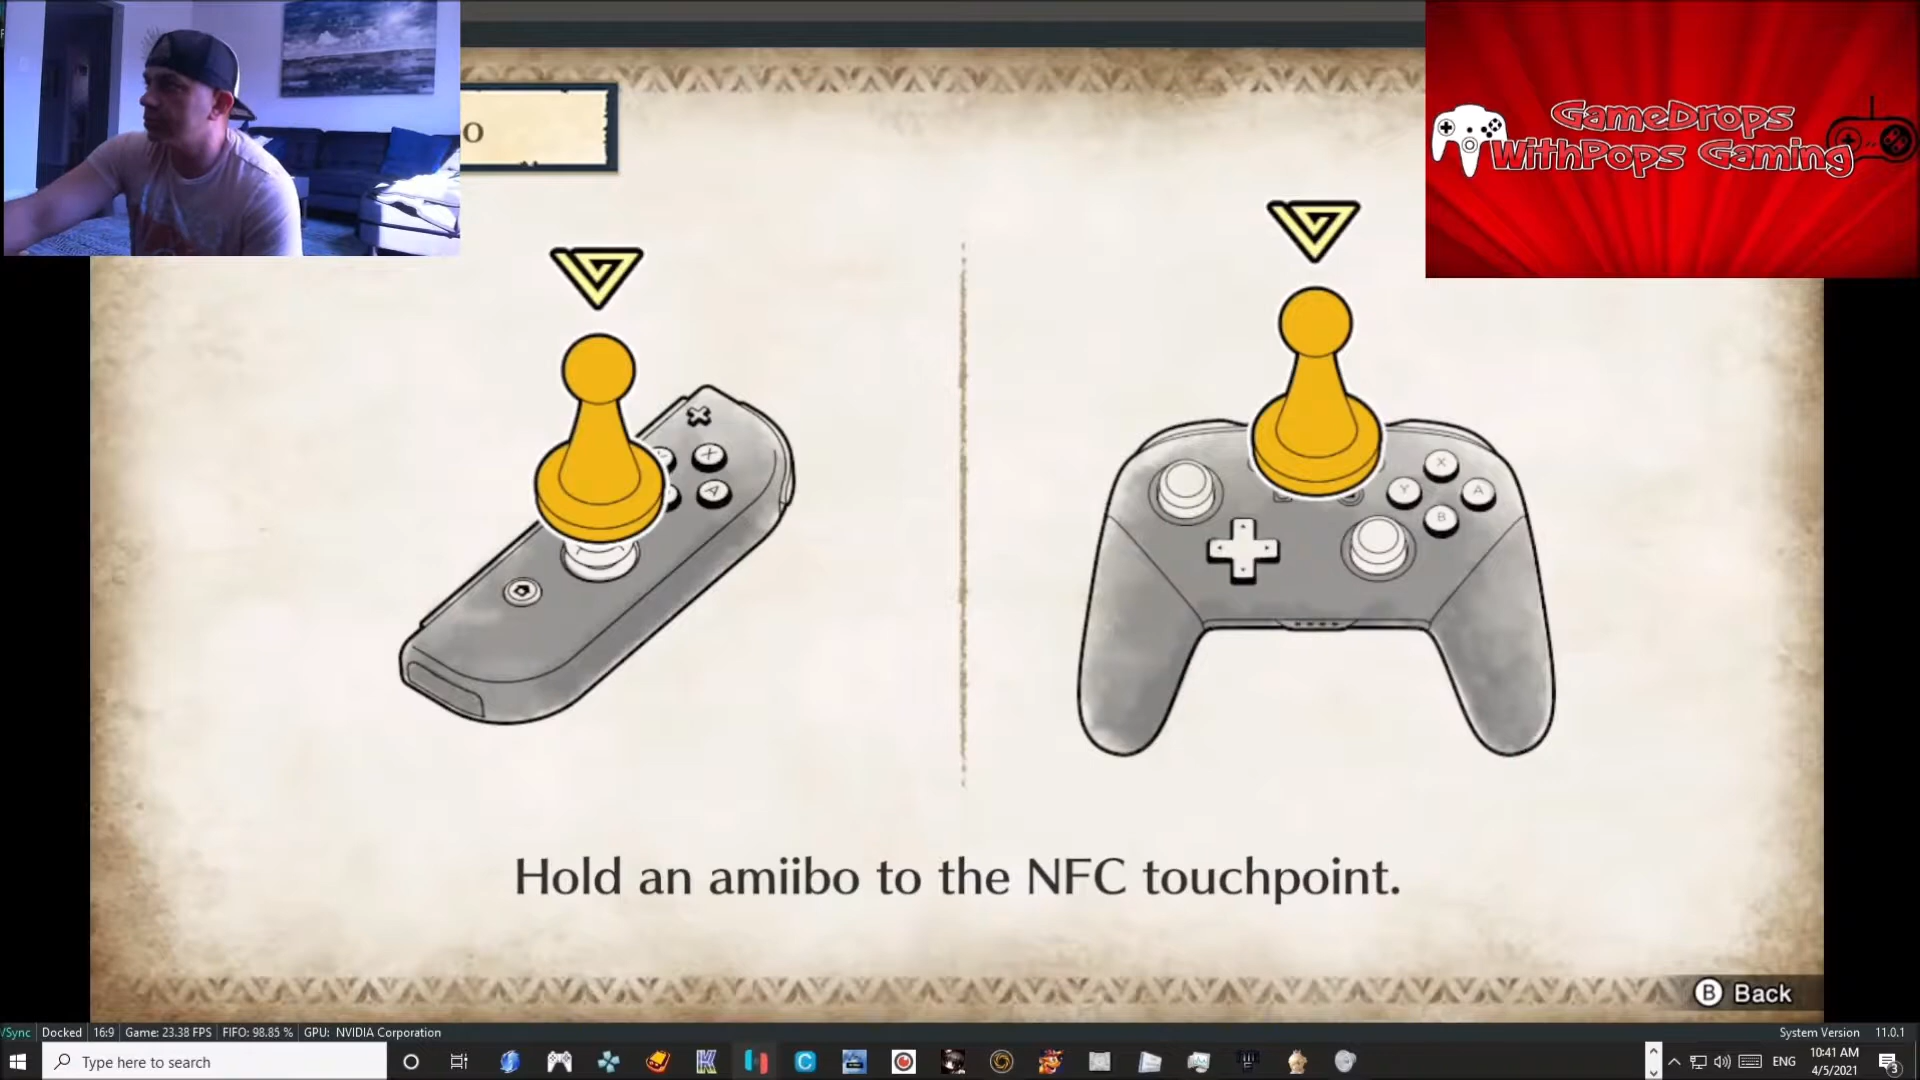 o
GameDrops
WithPops Gaming
X
A
X
Y
A
B
Hold an amiibo to the NFC touchpoint.
B Back
/Sync Docked 16:9 Game: 23.38 FPS FIFO: 98.85 % GPU: NVIDIA Corporation
System Version 11.0.1
Type here to search
ENG
10:41 AM
4/5/2021
3